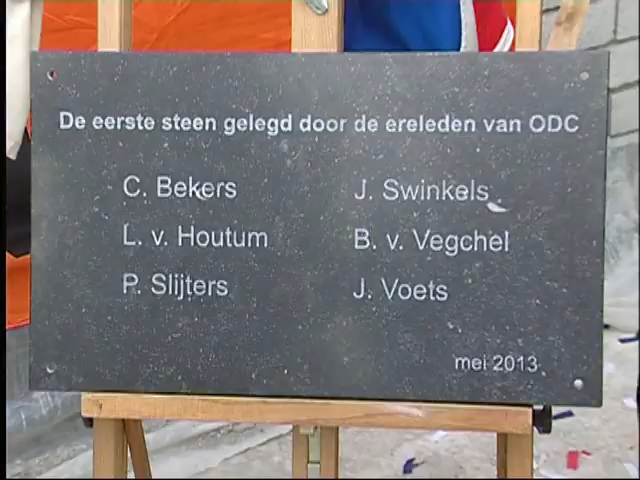 De eerste steen gelegd door de ereleden van ODC
C. Bekers J. Swinkels
L. v. Houtum B. v. Vegchel
P. Slijters J. Voets
mei 2013